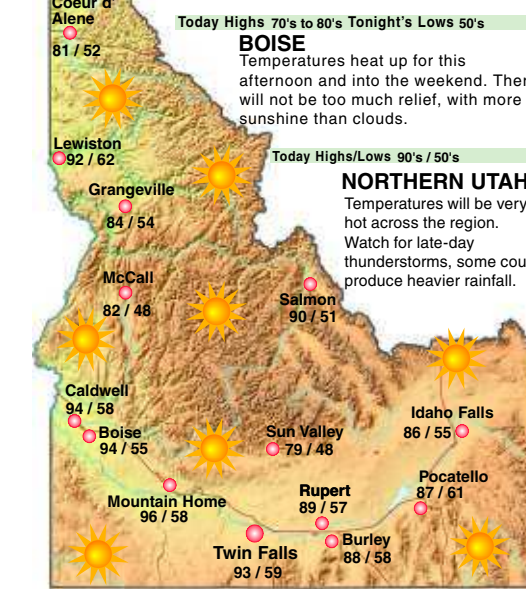 Coeur d'
Alene
81 / 52
Today Highs 70's to 80's Tonight's Lows 50's
BOISE
Temperatures heat up for this
afternoon and into the weekend.
will not be too much relief, with more
sunshine than clouds.
Today Highs/Lows 90's / 50's
NORTHERN UTAH
Temperatures will be very
hot across the region.
Watch for late-day
thunderstorms, some
produce heavier rainfall.
Lewiston
92 / 62
Grangeville
84 / 54
McCall
82 / 48
Salmon
90 / 51
Caldwell
94 / 58
Boise
94 / 55
Sun Valley
79 / 48
Idaho Falls
86 / 55
Mountain Home
96 / 58
Rupert
89 / 57
Pocatello
87 / 61
Twin Falls
93 / 59
Burley
88 / 58